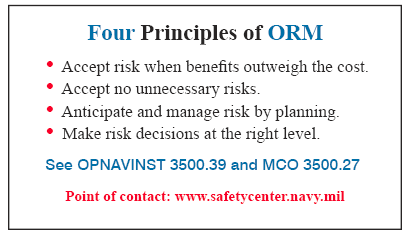 Four Principles of ORM
• Accept risk when benefits outweigh the cost.
• Accept no unnecessary risks.
• Anticipate and manage risk by planning.
• Make risk decisions at the right level.
See OPNAVINST 3500.39 and MCO 3500.27
Point of contact: www.safetycenter.navy.mil